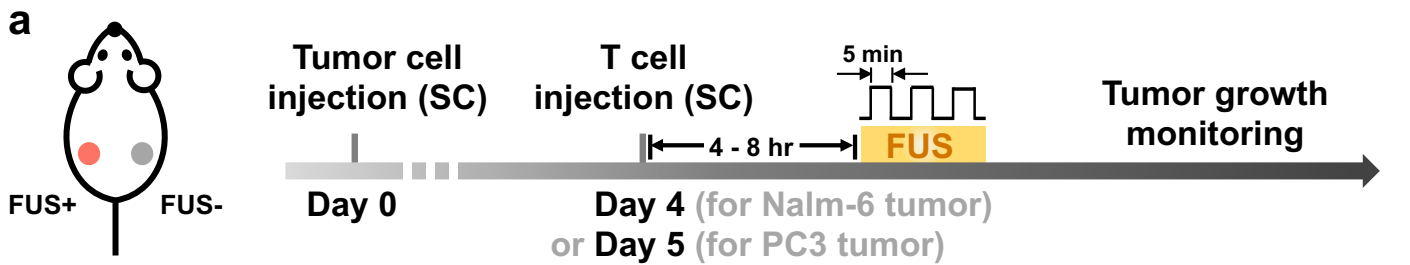 a
FUS+
FUS-
Tumor cell
injection (SC)
Day 0
T cell
injection (SC)
4 - 8 hr
5 min
FUS
Day 4 (for Nalm-6 tumor)
or Day 5 (for PC3 tumor)
Tumor growth
monitoring